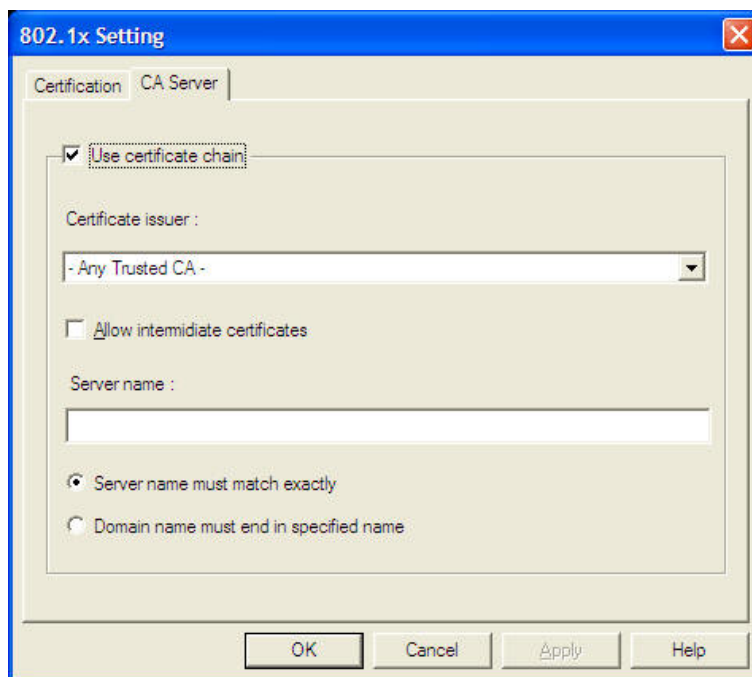 802.1x Setting
Certification
CA Server
Use certificate chain
Certificate issuer :
- Any Trusted CA -
Allow intermidiate certificates
Server name :
Server name must match exactly
Domain name must end in specified name
OK
Cancel
Apply
Help